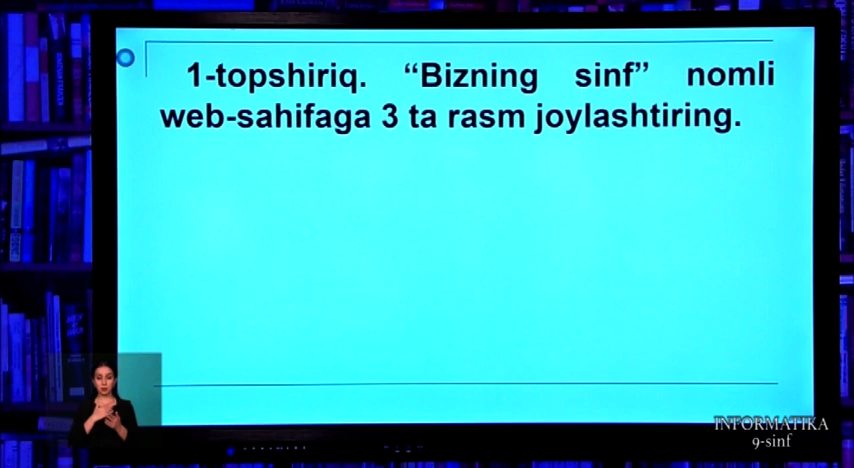 1-topshiriq. “Bizning sinf” nomli
web-sahifaga 3 ta rasm joylashtiring.
INFORMATIKA
9-sinf